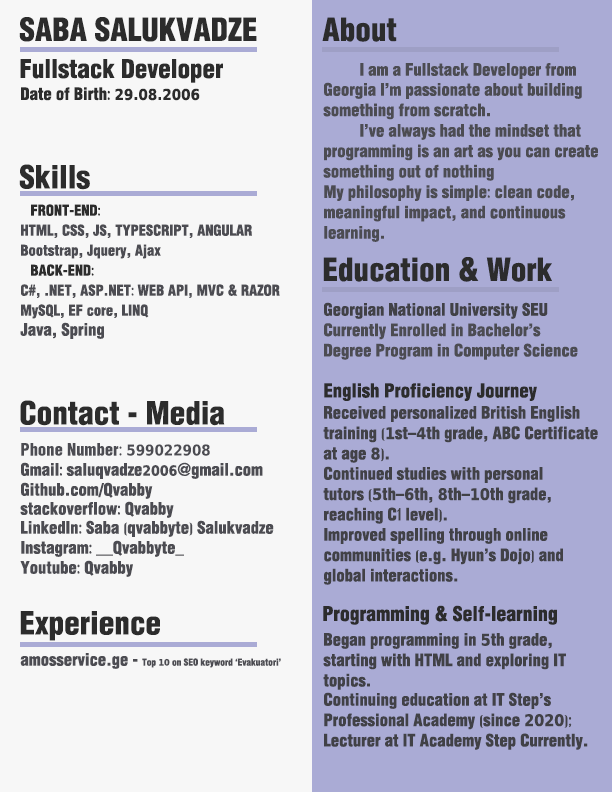 SABA SALUKVADZE
Fullstack Developer
Date of Birth: 29.08.2006
Skills
FRONT-END:
HTML, CSS, JS, TYPESCRIPT, ANGULAR
Bootstrap, Jquery, Ajax
BACK-END:
C#, .NET, ASP.NET: WEB API, MVC & RAZOR
MySQL, EF core, LINQ
Java, Spring
Contact - Media
Phone Number: 599022908
Gmail: saluqvadze2006@gmail.com
Github.com/Qvabby
stackoverflow: Qvabby
LinkedIn: Saba (qvabbyte) Salukvadze
Instagram: __Qvabbyte_
Youtube: Qvabby
Experience
amosservice.ge - Top 10 on SEO keyword ‘Evakuatori’
About
I am a Fullstack Developer from
Georgia I’m passionate about building
something from scratch.
I’ve always had the mindset that
programming is an art as you can create
something out of nothing
My philosophy is simple: clean code,
meaningful impact, and continuous
learning.
Education & Work
Georgian National University SEU
Currently Enrolled in Bachelor’s
Degree Program in Computer Science
English Proficiency Journey
Received personalized British English
training (1st–4th grade, ABC Certificate
at age 8).
Continued studies with personal
tutors (5th–6th, 8th–10th grade,
reaching C1 level).
Improved spelling through online
communities (e.g. Hyun’s Dojo) and
global interactions.
Programming & Self-learning
Began programming in 5th grade,
starting with HTML and exploring IT
topics.
Continuing education at IT Step’s
Professional Academy (since 2020);
Lecturer at IT Academy Step Currently.